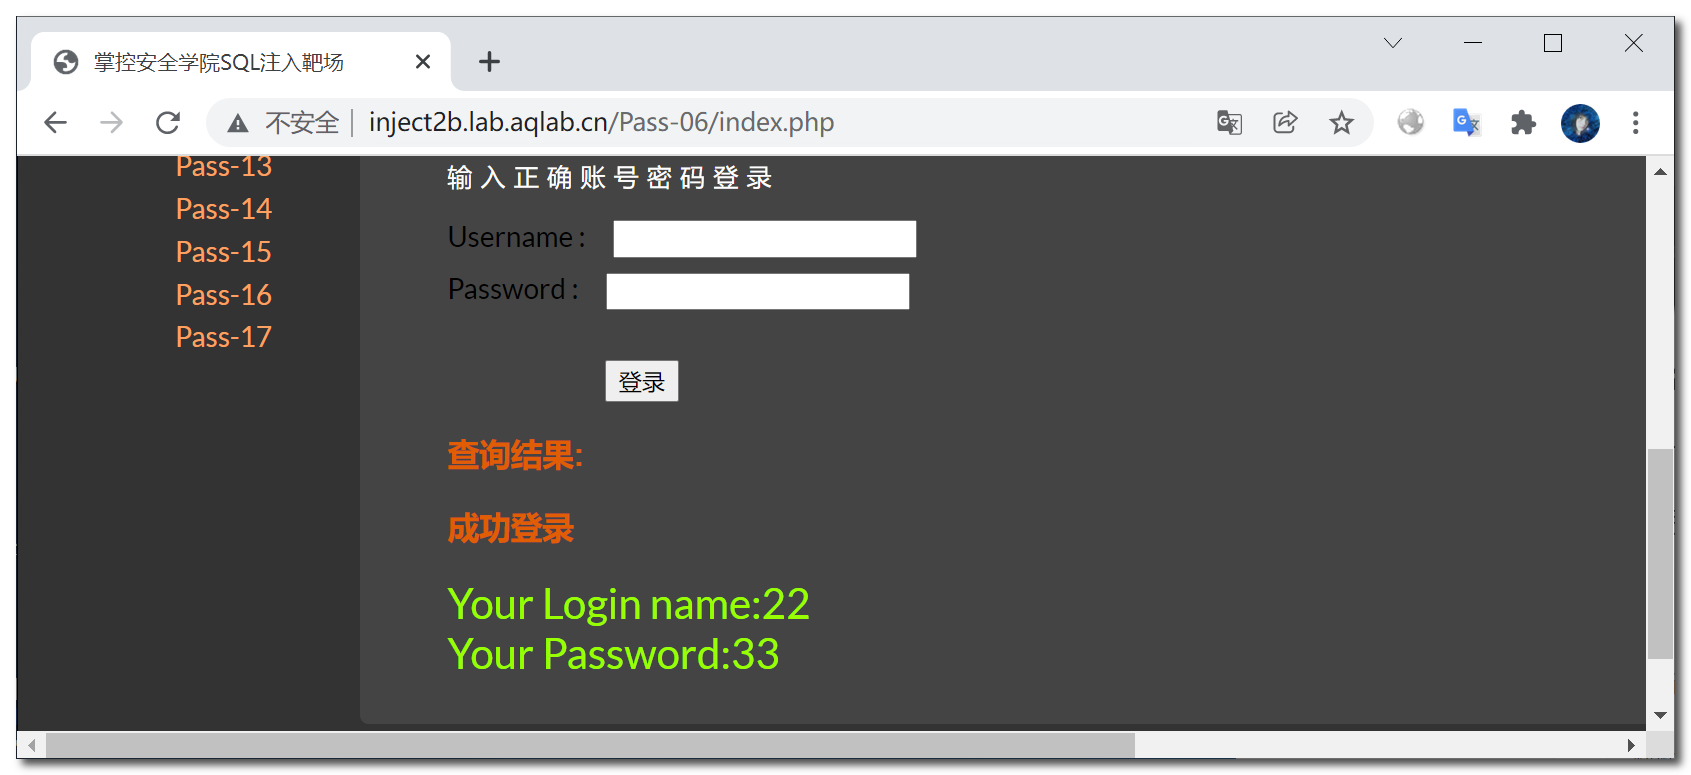 掌控安全学院SQL注入靶场
不安全 | inject2b.lab.aqlab.cn/Pass-06/index.php
Pass-13
Pass-14
Pass-15
Pass-16
Pass-17
输入正确账号密码登录
Username :
Password :
登录
查询结果:
成功登录
Your Login name:22
Your Password:33